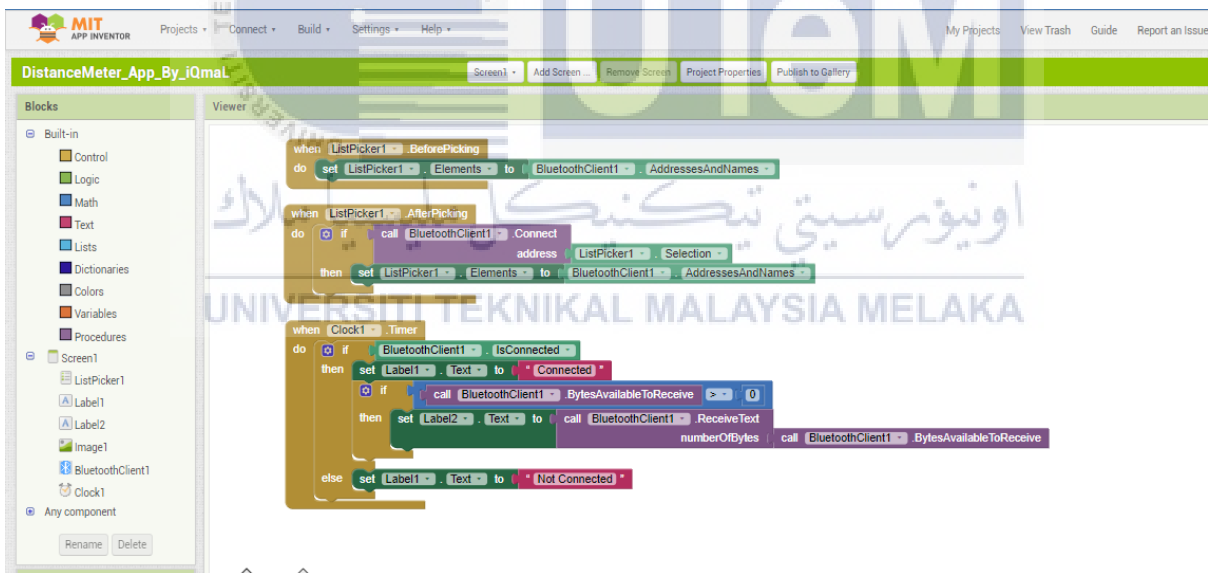 MIT
APP INVENTOR
Projects Connect Build Settings Help My Projects View Trash Guide Report an Issue
DistanceMeter_App_By_iQmaL Screen1 Add Screen ... Remove Screen Project Properties Publish to Gallery
Blocks
Viewer
Built-in
Control
Logic
Math
Text
Lists
Dictionaries
Colors
Variables
Procedures
Screen1
ListPicker1
Label1
Label2
Image1
BluetoothClient1
Clock1
Any component
Rename Delete
when ListPicker1 .BeforePicking
do set ListPicker1 . Elements to BluetoothClient1 . AddressesAndNames
when ListPicker1 .AfterPicking
do if call BluetoothClient1 .Connect
address ListPicker1 . Selection
then set ListPicker1 . Elements to BluetoothClient1 . AddressesAndNames
when Clock1 .Timer
do if BluetoothClient1 . IsConnected
then set Label1 . Text to " Connected "
if call BluetoothClient1 .BytesAvailableToReceive > 0
then set Label2 . Text to call BluetoothClient1 .ReceiveText
numberOfBytes call BluetoothClient1 .BytesAvailableToReceive
else set Label1 . Text to " Not Connected "
UTeM
اونيۏرسيتي تيكنيكل مليسيا ملاك
UNIVERSITI TEKNIKAL MALAYSIA MELAKA